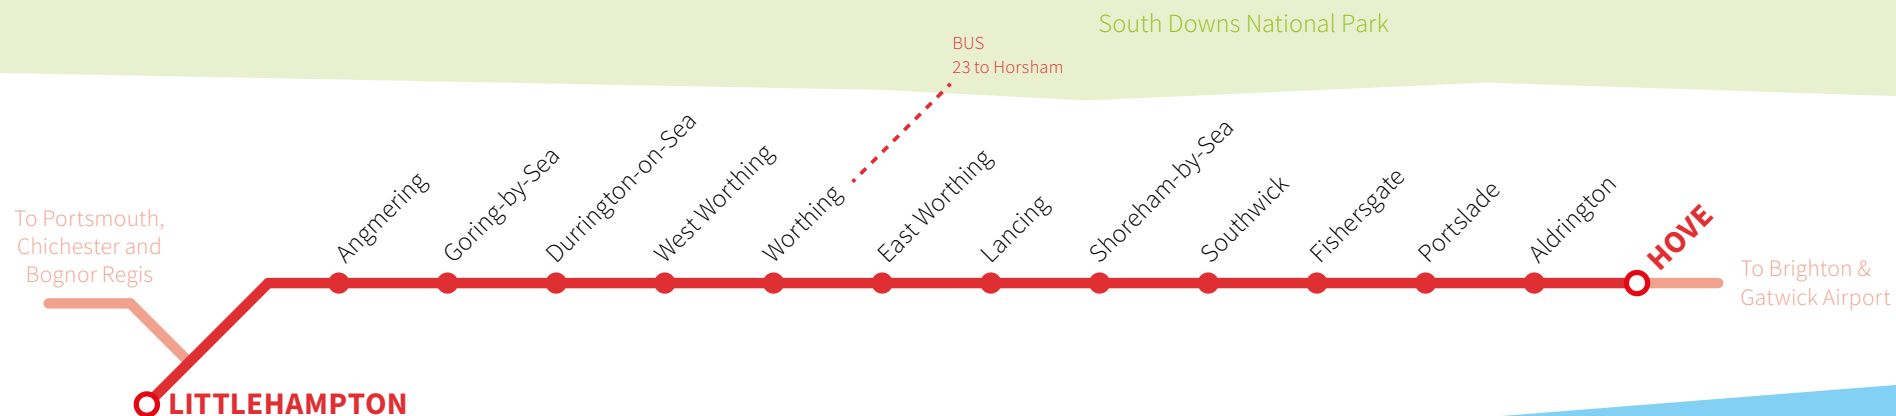 South Downs National Park
BUS
23 to Horsham
To Portsmouth,
Chichester and
Bognor Regis
Angmering
Goring-by-Sea
Durrington-on-Sea
West Worthing
Worthing
East Worthing
Lancing
Shoreham-by-Sea
Southwick
Fishersgate
Portslade
Aldrington
HOVE
To Brighton &
Gatwick Airport
LITTLEHAMPTON